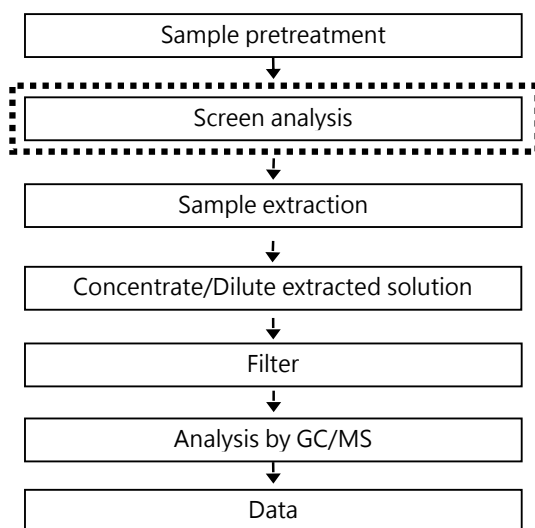 Sample pretreatment
Screen analysis
Sample extraction
Concentrate/Dilute extracted solution
Filter
Analysis by GC/MS
Data